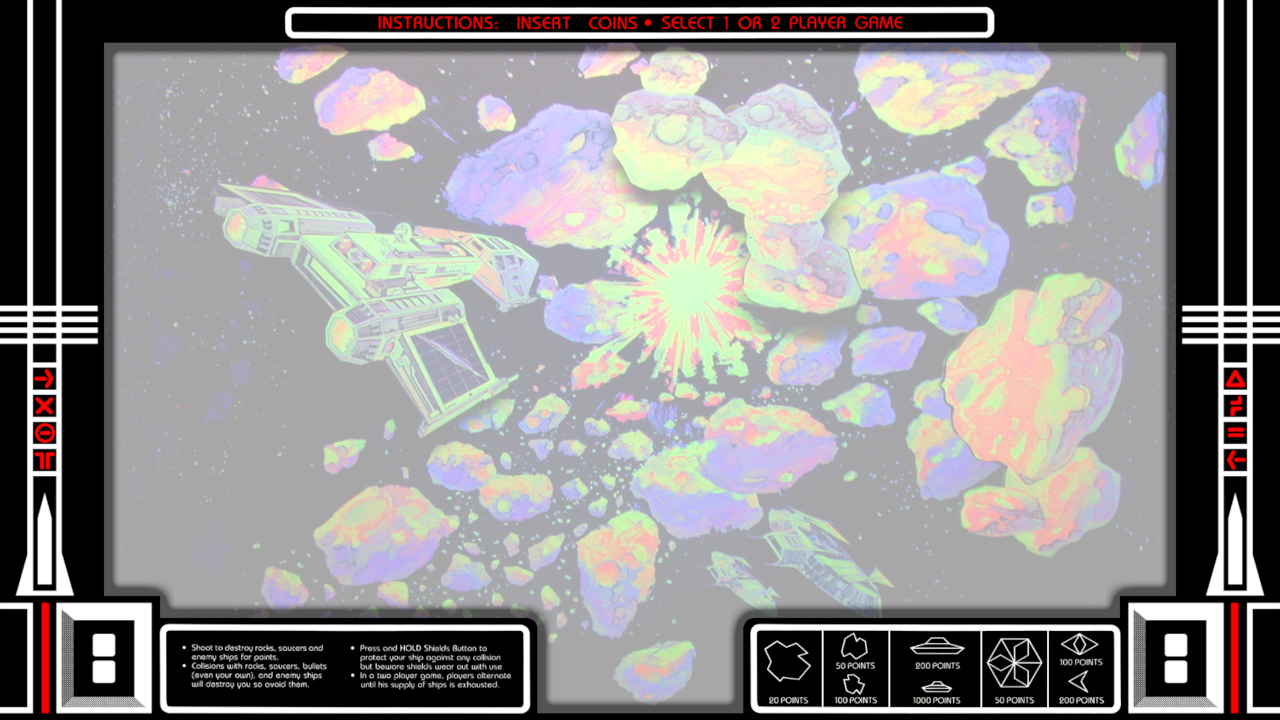 INSTRUCTIONS: INSERT COINS • SELECT 1 OR 2 PLAYER GAME
• Shoot to destroy rocks, saucers and
enemy ships for points.
• Collisions with rocks, saucers, bullets
(even your own), and enemy ships
will destroy you so avoid them.
• Press and HOLD Shields Button to
protect your ship against any collision
but beware shields wear out with use.
• In a two player game, players alternate
until his supply of ships is exhausted.
20 POINTS
50 POINTS
100 POINTS
200 POINTS
1000 POINTS
50 POINTS
100 POINTS
200 POINTS